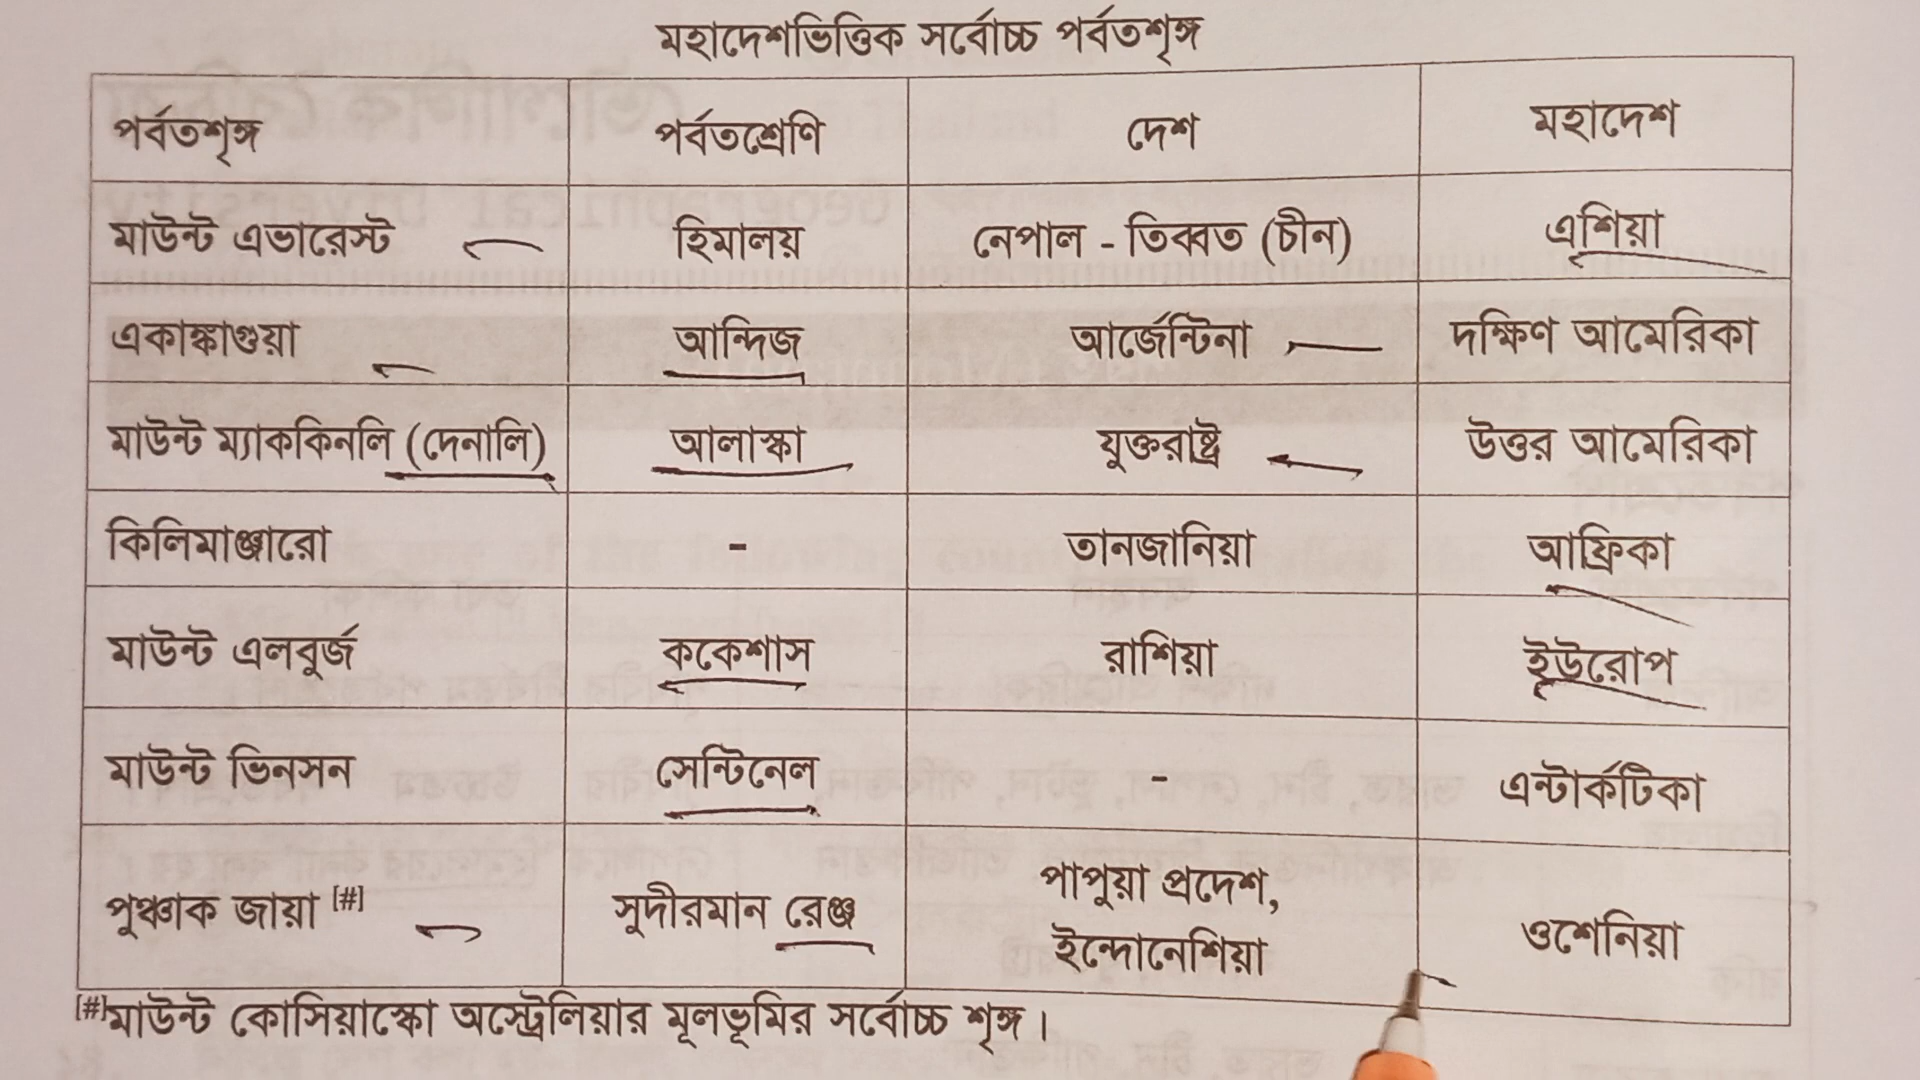 মহাদেশভিত্তিক সর্বোচ্চ পর্বতশৃঙ্গ
পর্বতশৃঙ্গ পর্বতশ্রেণি দেশ মহাদেশ
মাউন্ট এভারেস্ট হিমালয় নেপাল - তিব্বত (চীন) এশিয়া
একাঙ্কাগুয়া আন্দিজ আর্জেন্টিনা দক্ষিণ আমেরিকা
মাউন্ট ম্যাককিনলি (দেনালি) আলাস্কা যুক্তরাষ্ট্র উত্তর আমেরিকা
কিলিমাঞ্জারো - তানজানিয়া আফ্রিকা
মাউন্ট এলবুর্জ ককেশাস রাশিয়া ইউরোপ
মাউন্ট ভিনসন সেন্টিনেল - এন্টার্কটিকা
পুঞ্চাক জায়া [#] সুদীরমান রেঞ্জ পাপুয়া প্রদেশ, ওশেনিয়া
ইন্দোনেশিয়া
[#]মাউন্ট কোসিয়াস্কো অস্ট্রেলিয়ার মূলভূমির সর্বোচ্চ শৃঙ্গ।